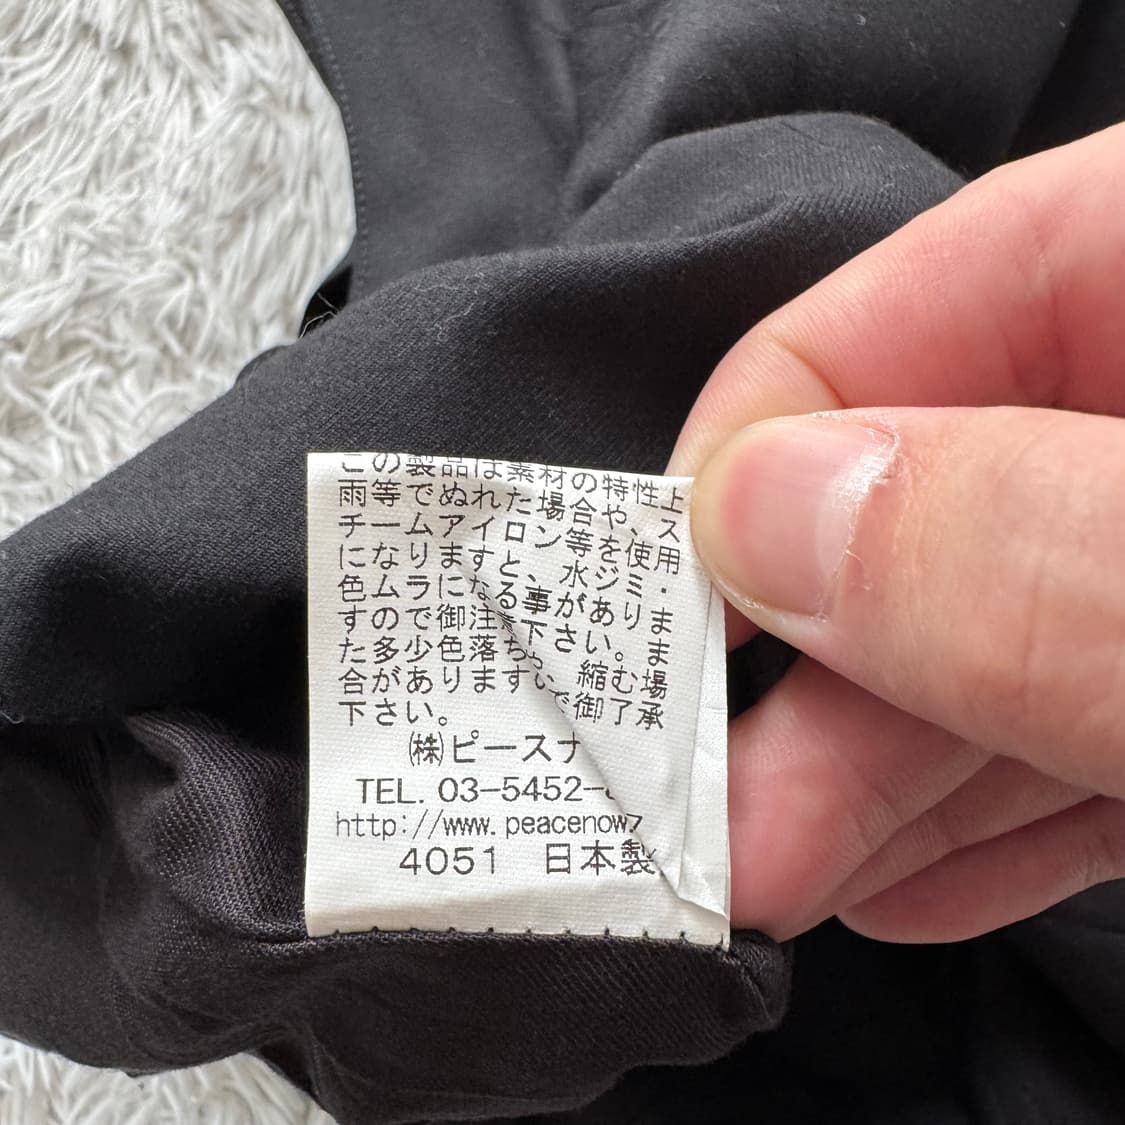 この製品は素材の特性上
雨等でぬれた場合や、ス
チームアイロン等を使用
になりますと、水ジミ・
色ムラになる事があり
すので御注 下さい。ま
た多少色落ち 縮む場
合があります で御了承
下さい。
㈱ピースナ
TEL. 03-5452-
http://www.peacenow
4051 日本製